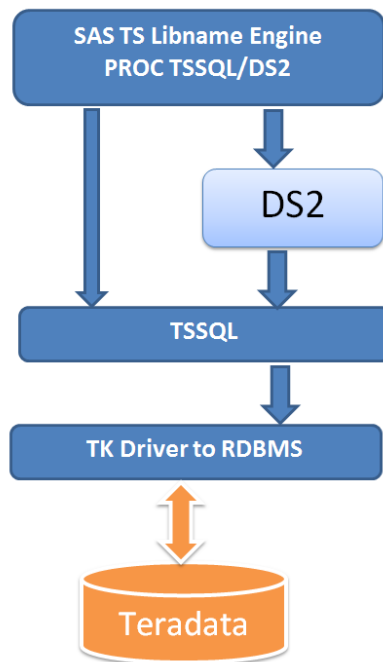 SAS TS Libname Engine
PROC TSSQL/DS2
DS2
TSSQL
TK Driver to RDBMS
Teradata